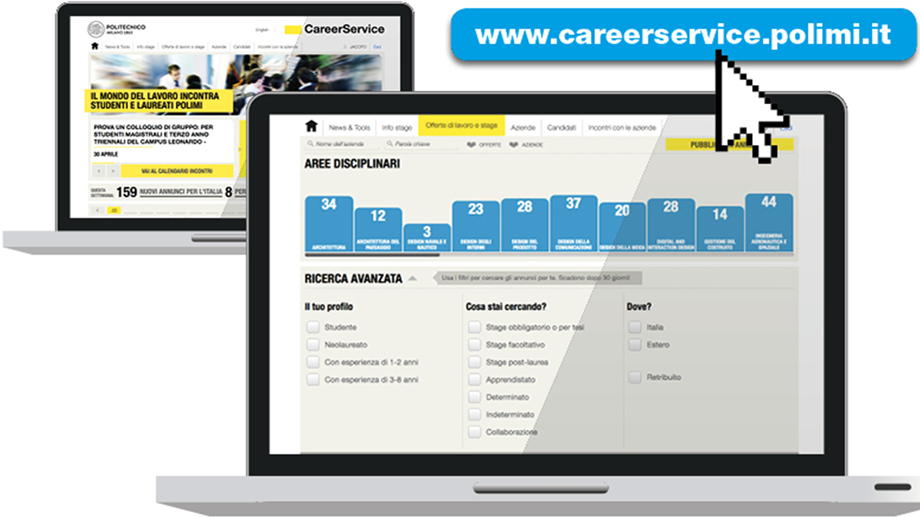 www.careerservice.polimi.it
POLITECNICO
MILANO 1863
English
CareerService
News & Tools Info stage Offerte di lavoro e stage Aziende Candidati Incontri con le aziende JACOPO Esci
IL MONDO DEL LAVORO INCONTRA
STUDENTI E LAUREATI POLIMI
PROVA UN COLLOQUIO DI GRUPPO: PER
STUDENTI MAGISTRALI E TERZO ANNO
TRIENNALI DEL CAMPUS LEONARDO -
30 APRILE
VAI AL CALENDARIO INCONTRI
QUESTA
SETTIMANA 159 NUOVI ANNUNCI PER L'ITALIA 8 PE
News & Tools Info stage Offerte di lavoro e stage Aziende Candidati Incontri con le aziende
Nome dell'azienda Parola chiave OFFERTE AZIENDE
AREE DISCIPLINARI
34
ARCHITETTURA
12
ARCHITETTURA DEL
PAESAGGIO
3
DESIGN NAVALE E
NAUTICO
23
DESIGN DEGLI
INTERNI
28
DESIGN DEL
PRODOTTO
37
DESIGN DELLA
COMUNICAZIONE
20
DESIGN DELLA MODA
28
DIGITAL AND
INTERACTION DESIGN
14
GESTIONE DEL
COSTRUITO
44
INGEGNERIA
AERONAUTICA E
SPAZIALE
RICERCA AVANZATA
Usa i filtri per cercare gli annunci per te. Scadono dopo 30 giorni!
Il tuo profilo
Studente
Neolaureato
Con esperienza di 1-2 anni
Con esperienza di 3-8 anni
Cosa stai cercando?
Stage obbligatorio o per tesi
Stage facoltativo
Stage post-laurea
Apprendistato
Determinato
Indeterminato
Collaborazione
Dove?
Italia
Estero
Retribuito